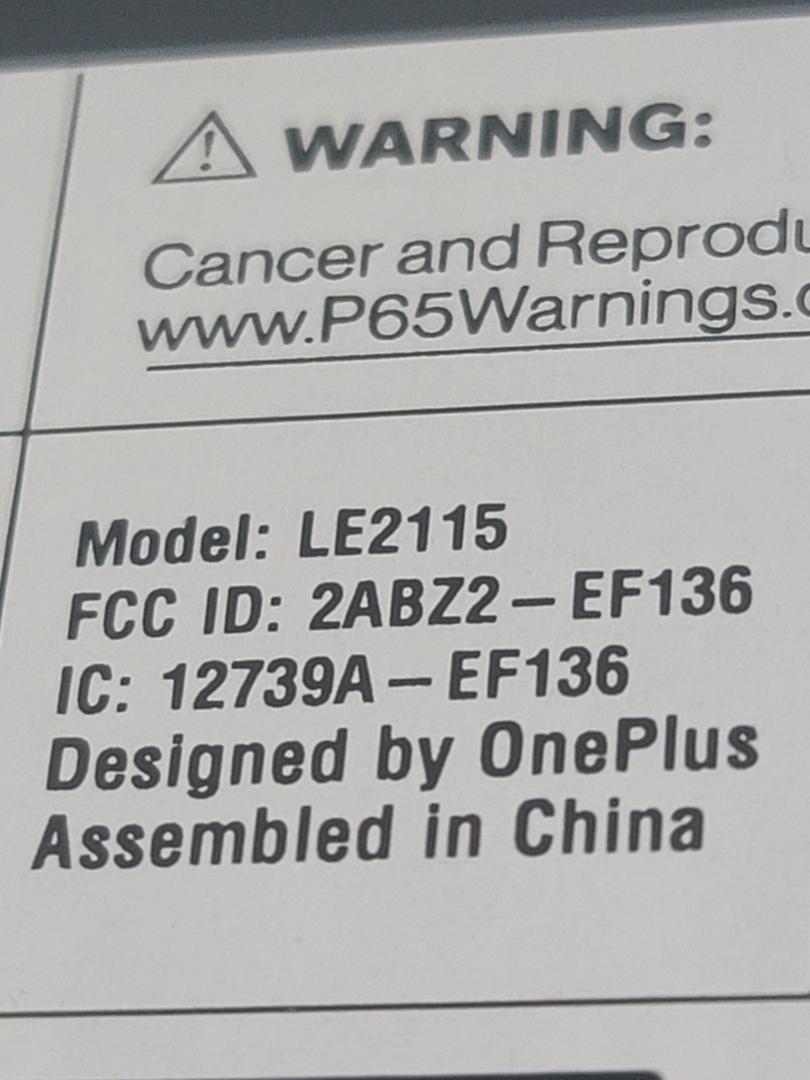 WARNING:
Cancer and Reprodu
www.P65Warnings.c
Model: LE2115
FCC ID: 2ABZ2–EF136
IC: 12739A–EF136
Designed by OnePlus
Assembled in China